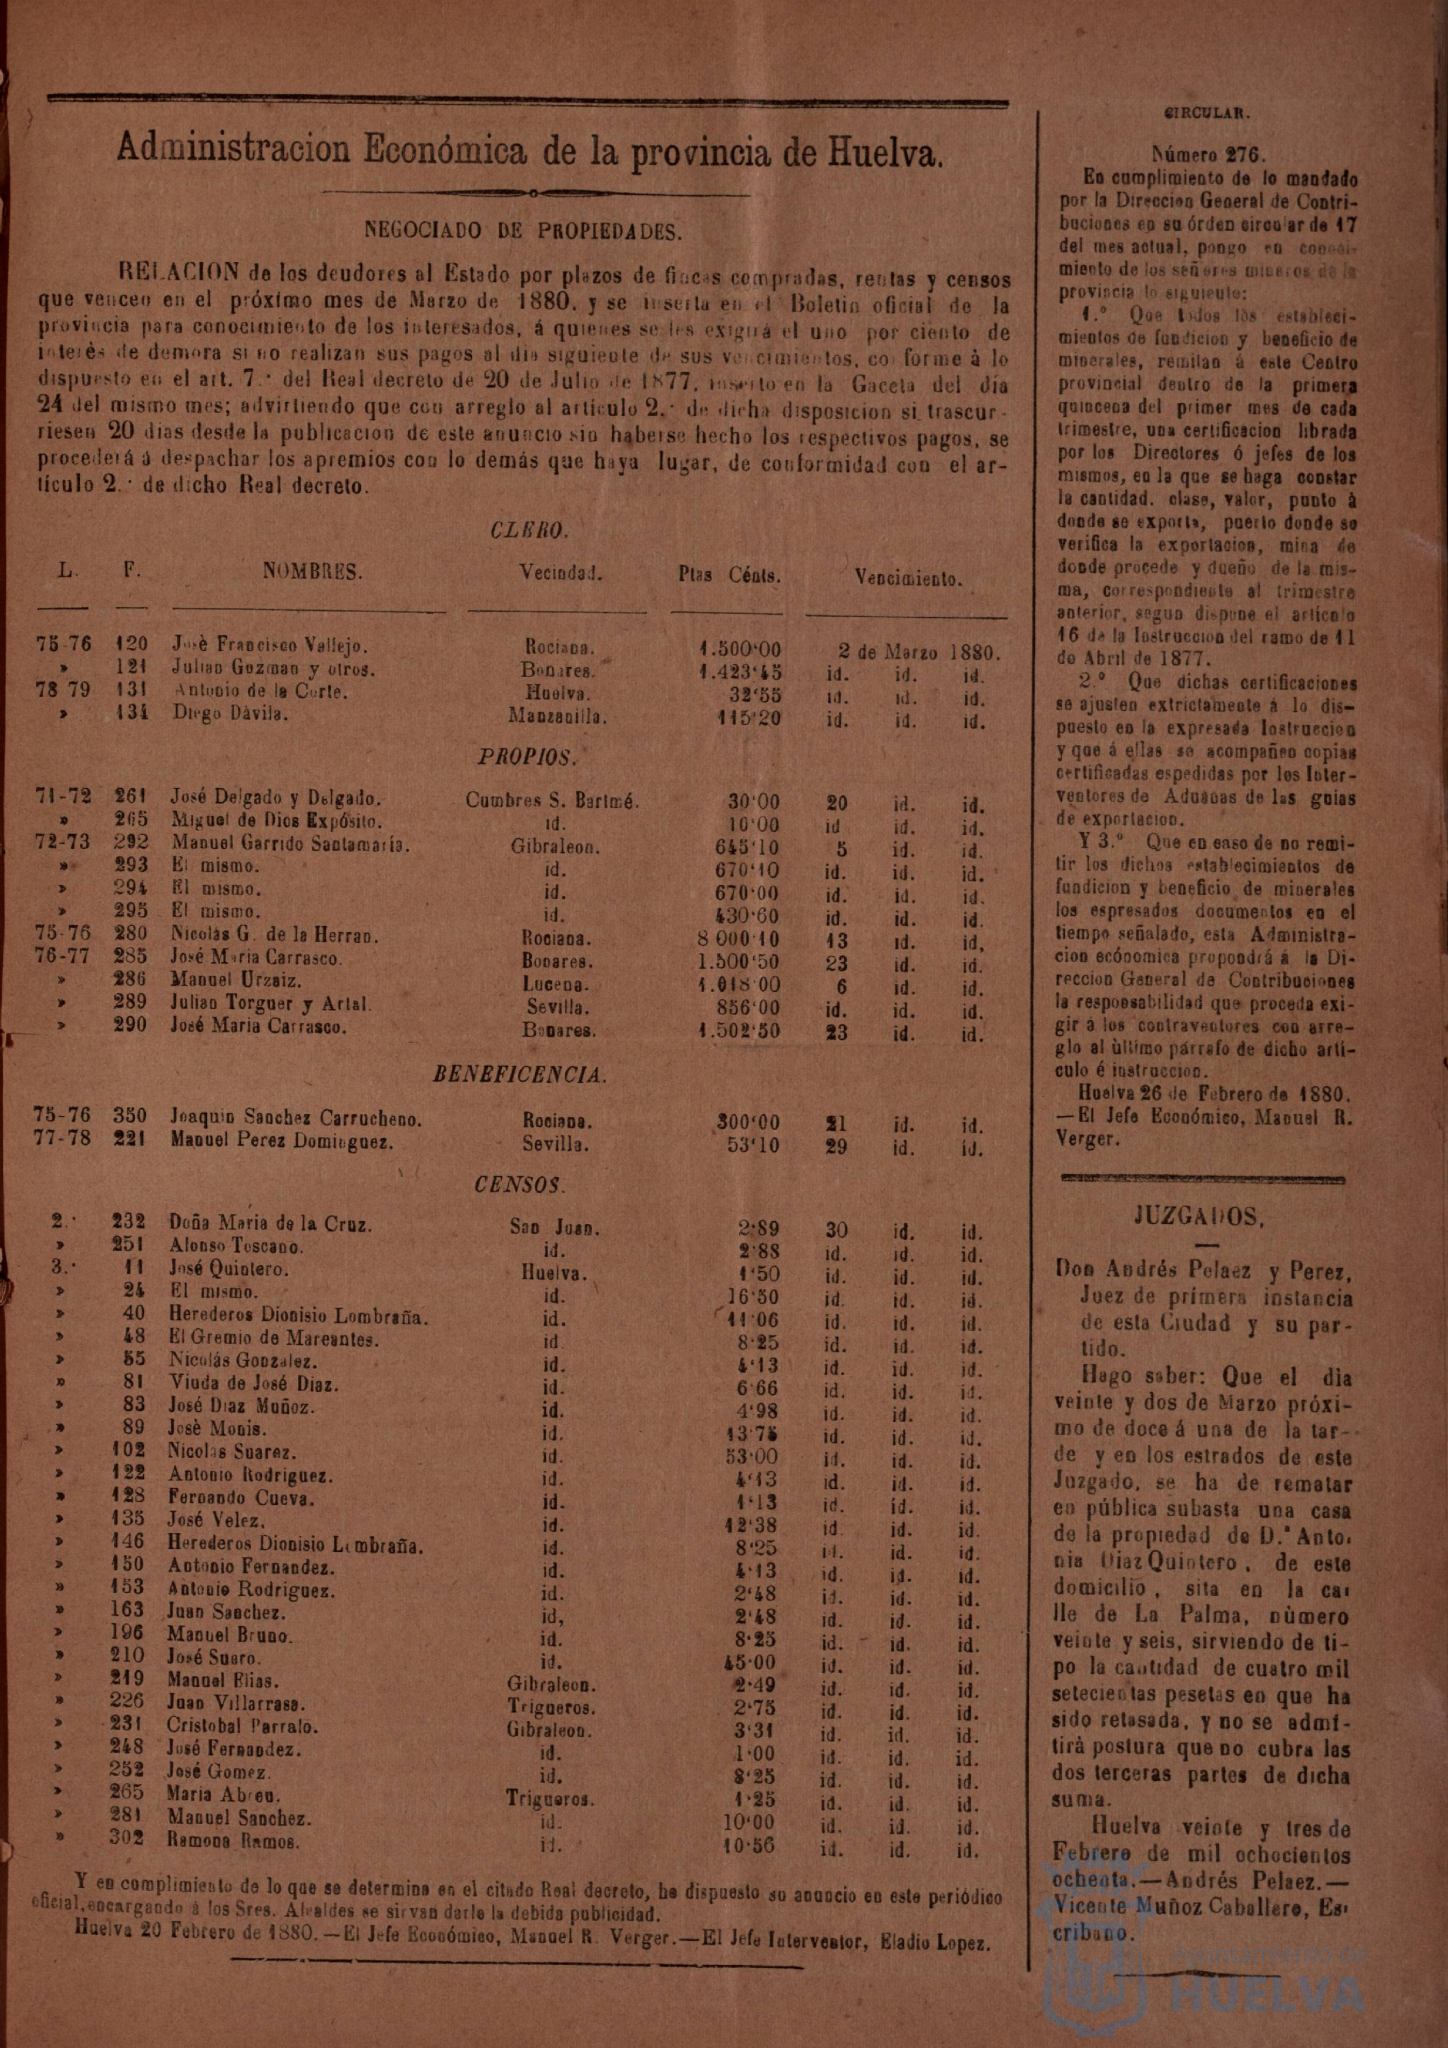 Administracion Económica de la provincia de Huelva.
NEGOCIADO DE PROPIEDADES.
RELACION de los deudores al Estado por plazos de fincas compradas, rentas y censos
que vencen en el próximo mes de Marzo de 1880, y se inserta en el Boletin oficial de la
provincia para conocimiento de los interesados, á quienes se les exigirá el uno por ciento de
interés de demora si no realizan sus pagos al dia siguiente de sus vencimientos, conforme à lo
dispuesto en el art. 7.º del Real decreto de 20 de Julio de 1877, inserto en la Gaceta del dia
24 del mismo mes; advirtiendo que con arreglo al artículo 2.º de dicha disposicion si trascur-
riesen 20 dias desde la publicacion de este anuncio sin haberse hecho los respectivos pagos, se
procederá á despachar los apremios con lo demás que haya lugar, de conformidad con el ar-
tículo 2.º de dicho Real decreto.
CLERO.
L. F. NOMBRES. Vecindad. Ptas Cénts. Vencimiento.
75-76 120 Josè Francisco Vallejo. Rociana. 1.500'00 2 de Marzo 1880.
» 121 Julian Guzman y otros. Bonares. 1.423'45 id. id. id.
78 79 131 Antonio de la Corte. Huelva. 32'55 id. id. id.
» 134 Diego Dàvila. Manzanilla. 115'20 id. id. id.
PROPIOS.
71-72 261 José Delgado y Delgado. Cumbres S. Bartmé. 30'00 20 id. id.
» 265 Miguel de Dios Expósito. id. 10'00 id id. id.
72-73 292 Manuel Garrido Santamaría. Gibraleon. 645'10 5 id. id.
» 293 El mismo. id. 670'10 id. id. id.
» 294 El mismo. id. 670'00 id. id. id.
» 295 El mismo. id. 430'60 id. id. id.
75-76 280 Nicolàs G. de la Herran. Rociana. 8 000'10 13 id. id,
76-77 285 José Maria Carrasco. Bonares. 1.500'50 23 id. id.
» 286 Manuel Urzaiz. Lucena. 1.018'00 6 id. id.
» 289 Julian Torguer y Artal. Sevilla. 856'00 id. id. id.
» 290 José Maria Carrasco. Bonares. 1.502'50 23 id. id.
BENEFICENCIA.
75-76 350 Joaquin Sanchez Carrucheno. Rociana. 300'00 21 id. id.
77-78 221 Manuel Perez Dominguez. Sevilla. 53'10 29 id. id.
CENSOS.
2.º 232 Doña Maria de la Cruz. San Juan. 2'89 30 id. id.
» 251 Alonso Toscano. id. 2'88 id. id. id.
3.º 11 José Quintero. Huelva. 1'50 id. id. id.
» 24 El mismo. id. 16'50 id. id. id.
» 40 Herederos Dionisio Lombraña. id. 11'06 id. id. id.
» 48 El Gremio de Mareantes. id 8'25 id. id. id.
» 55 Nicolás Gonzalez. id. 4'13 id. id. id.
» 81 Viuda de José Diaz. id. 6'66 id. id. id.
» 83 José Diaz Muñoz. id. 4'98 id. id. id.
» 89 Josè Monis. id. 13'75 id. id. id.
» 102 Nicolas Suarez. id. 53'00 id. id. id.
» 122 Antonio Rodriguez. id. 4'13 id. id. id.
» 128 Fernando Cueva. id. 1'13 id. id. id.
» 135 José Velez. id. 12'38 id. id. id.
» 146 Herederos Dionisio Lombraña. id. 8'25 id. id. id.
» 150 Antonio Fernandez. id. 4'13 id. id. id.
» 153 Antonio Rodriguez. id. 2'48 id. id. id.
» 163 Juan Sanchez. id, 2'48 id. id. id.
» 196 Manuel Bruno. id. 8'25 id. id. id.
» 210 José Suero. id. 45'00 id. id. id.
» 219 Manuel Elias. Gibraleon. 2'49 id. id. id.
» 226 Juan Villarrasa. Trigueros. 2'75 id. id. id.
» 231 Cristobal Parralo. Gibraleon. 3'31 id. id. id.
» 248 José Fernandez. id. 1'00 id. id. id.
» 252 José Gomez. id. 8'25 id. id. id.
» 265 Maria Abreu. Trigueros. 1'25 id. id. id.
» 281 Manuel Sanchez. id. 10'00 id. id. id.
» 302 Ramona Ramos. id. 10'56 id. id. id.
Y en complimiento de lo que se determina en el citado Real decreto, he dispuesto su anuncio en este periódico
oficial, encargando á los Sres. Alcaldes se sirvan darle la debida publicidad.
Huelva 20 Febrero de 1880.—El Jefe Económico, Manuel R. Verger.—El Jefe Interventor, Eladio Lopez.
CIRCULAR.
Número 276.
En cumplimiento de lo mandado
por la Direccion General de Contri-
buciones en su órden circular de 17
del mes actual, pongo en conoci-
miento de los señores mineros de la
provincia lo siguiente:
1.º Que todos los estableci-
mientos de fundicion y beneficio de
minerales, remitan á este Centro
provincial dentro de la primera
quincena del primer mes de cada
trimestre, una certificacion librada
por los Directores ó jefes de los
mismos, en la que se haga constar
la cantidad. clase, valor, punto à
donde se exporta, puerto donde se
verifica la exportacion, mina de
donde procede y dueño de la mis-
ma, correspondiente al trimestre
anterior, segun dispone el articulo
16 de la Instruccion del ramo de 11
de Abril de 1877.
2.º Que dichas certificaciones
se ajusten extrictamente á lo dis-
puesto en la expresada Instruccion
y que á ellas se acompañen copias
certificadas espedidas por los Inter-
ventores de Aduanas de las guias
de exportacion.
Y 3.º Que en caso de no remi-
tir los dichos establecimientos de
fundicion y beneficio de minerales
los espresados documentos en el
tiempo señalado, esta Administra-
cion ecónomica propondrá á la Di-
reccion General de Contribuciones
la responsabilidad que proceda exi-
gir á los contraventores con arre-
glo al ùltimo párrafo de dicho artí-
culo é instruccion.
Huelva 26 de Febrero de 1880.
—El Jefe Económico, Manuel R.
Verger.
JUZGADOS.
Don Andrés Pelaez y Perez,
Juez de primera instancia
de esta Ciudad y su par-
tido.
Hago saber: Que el dia
veinte y dos de Marzo próxi-
mo de doce á una de la tar-
de y en los estrados de este
Juzgado, se ha de rematar
en pública subasta una casa
de la propiedad de D.ª Anto-
nia Diaz Quintero, de este
domicilio, sita en la ca-
lle de La Palma, nùmero
veinte y seis, sirviendo de ti-
po la cantidad de cuatro mil
setecientas pesetas en que ha
sido retasada, y no se admi-
tirà postura que no cubra las
dos terceras partes de dicha
suma.
Huelva veinte y tres de
Febrero de mil ochocientos
ochenta.—Andrés Pelaez.—
Vicente Muñoz Caballero, Es-
cribano.
AYUNTAMIENTO DE
HUELVA